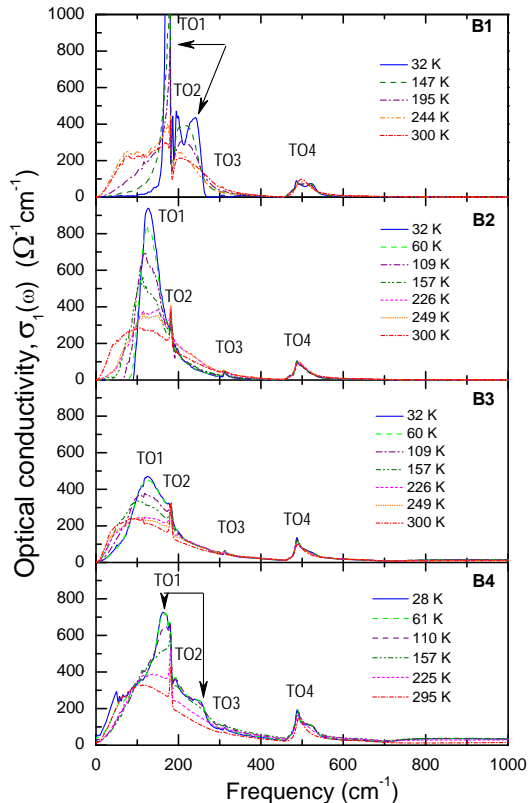 Optical conductivity, σ₁(ω) (Ω⁻¹cm⁻¹)
1000
800
600
400
200
0
TO1
TO2
TO3
TO4
B1
32 K
147 K
195 K
244 K
300 K
800
600
400
200
0
TO1
TO2
TO3
TO4
B2
32 K
60 K
109 K
157 K
226 K
249 K
300 K
800
600
400
200
0
TO1
TO2
TO3
TO4
B3
32 K
60 K
109 K
157 K
226 K
249 K
300 K
800
600
400
200
0
TO1
TO2
TO3
TO4
B4
28 K
61 K
110 K
157 K
225 K
295 K
0 200 400 600 800 1000
Frequency (cm⁻¹)